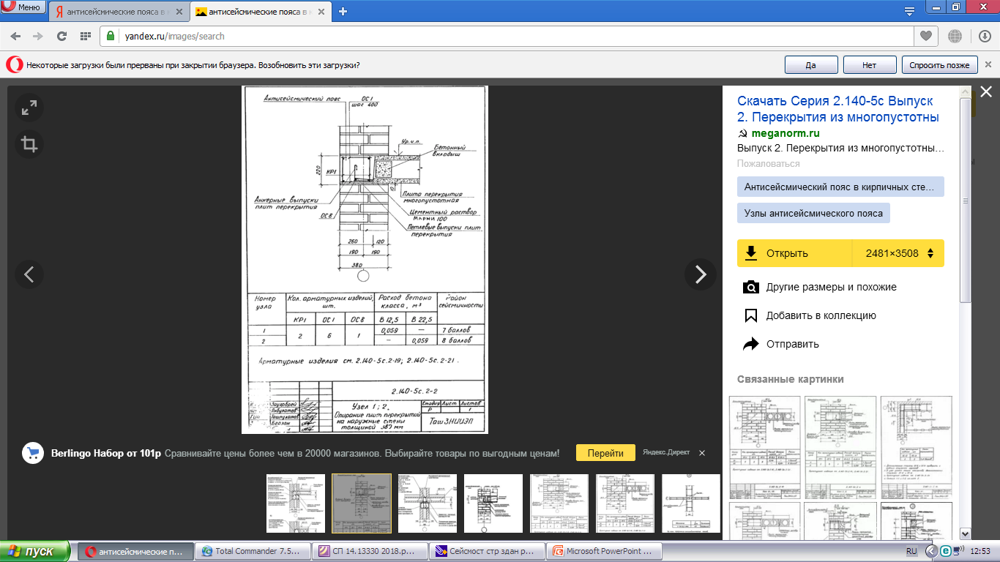 Меню
антисейсмические пояса в к
антисейсмические пояса в к
yandex.ru/images/search
Некоторые загрузки были прерваны при закрытии браузера. Возобновить эти загрузки?
Да
Нет
Спросить позже
Антисейсмический пояс
ОС1
шаг 400
Ур.ч.п.
Бетонный
вкладыш
220
КР1
10
Анкерные выпуски
плит перекрытия
ОС8
Плита перекрытия
многопустотная
Цементный раствор
марки 100
Петлевые выпуски плит
перекрытия
260
120
190
190
380
Номер
узла
Кол. арматурных изделий,
шт.
Расход бетона
класса, м³
Район
сейсмичности
КР1
ОС1
ОС8
В 12,5
В 22,5
1
2
6
1
0,059
—
7 баллов
2
—
0,059
8 баллов
Арматурные изделия см. 2.140-5с.2-19; 2.140-5с.2-21.
2.140-5с.2-2
Узел 1; 2.
Опирание плит перекрытий
на наружные стены
толщиной 380 мм
Стадия
Лист
Листов
Р
1
ТашЗНИИЭП
Скачать Серия 2.140-5с Выпуск
2. Перекрытия из многопустотны
meganorm.ru
Выпуск 2. Перекрытия из многопустотны...
Пожаловаться
Антисейсмический пояс в кирпичных сте...
Узлы антисейсмического пояса
Открыть
2481×3508
Другие размеры и похожие
Добавить в коллекцию
Отправить
Связанные картинки
Berlingo Набор от 101р Сравнивайте цены более чем в 20000 магазинов. Выбирайте товары по выгодным ценам!
Перейти
Яндекс.Директ
пуск
антисейсмические п...
Total Commander 7.5...
СП 14.13330 2018.p...
Сейсмост стр здан р...
Microsoft PowerPoint ...
RU
12:53